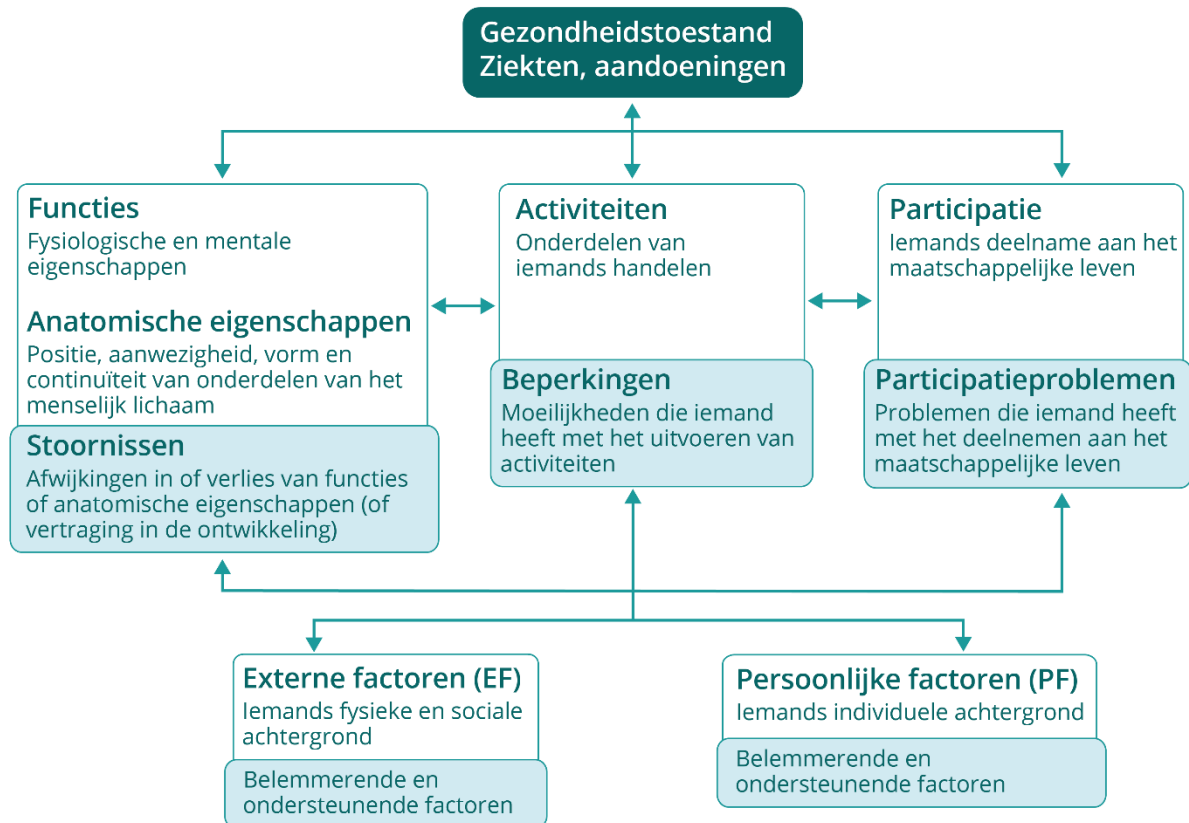 Gezondheidstoestand
Ziekten, aandoeningen
Functies
Fysiologische en mentale
eigenschappen
Anatomische eigenschappen
Positie, aanwezigheid, vorm en
continuïteit van onderdelen van het
menselijk lichaam
Stoornissen
Afwijkingen in of verlies van functies
of anatomische eigenschappen (of
vertraging in de ontwikkeling)
Activiteiten
Onderdelen van
iemands handelen
Beperkingen
Moeilijkheden die iemand
heeft met het uitvoeren van
activiteiten
Participatie
Iemands deelname aan het
maatschappelijke leven
Participatieproblemen
Problemen die iemand heeft
met het deelnemen aan het
maatschappelijke leven
Externe factoren (EF)
Iemands fysieke en sociale
achtergrond
Belemmerende en
ondersteunende factoren
Persoonlijke factoren (PF)
Iemands individuele achtergrond
Belemmerende en
ondersteunende factoren